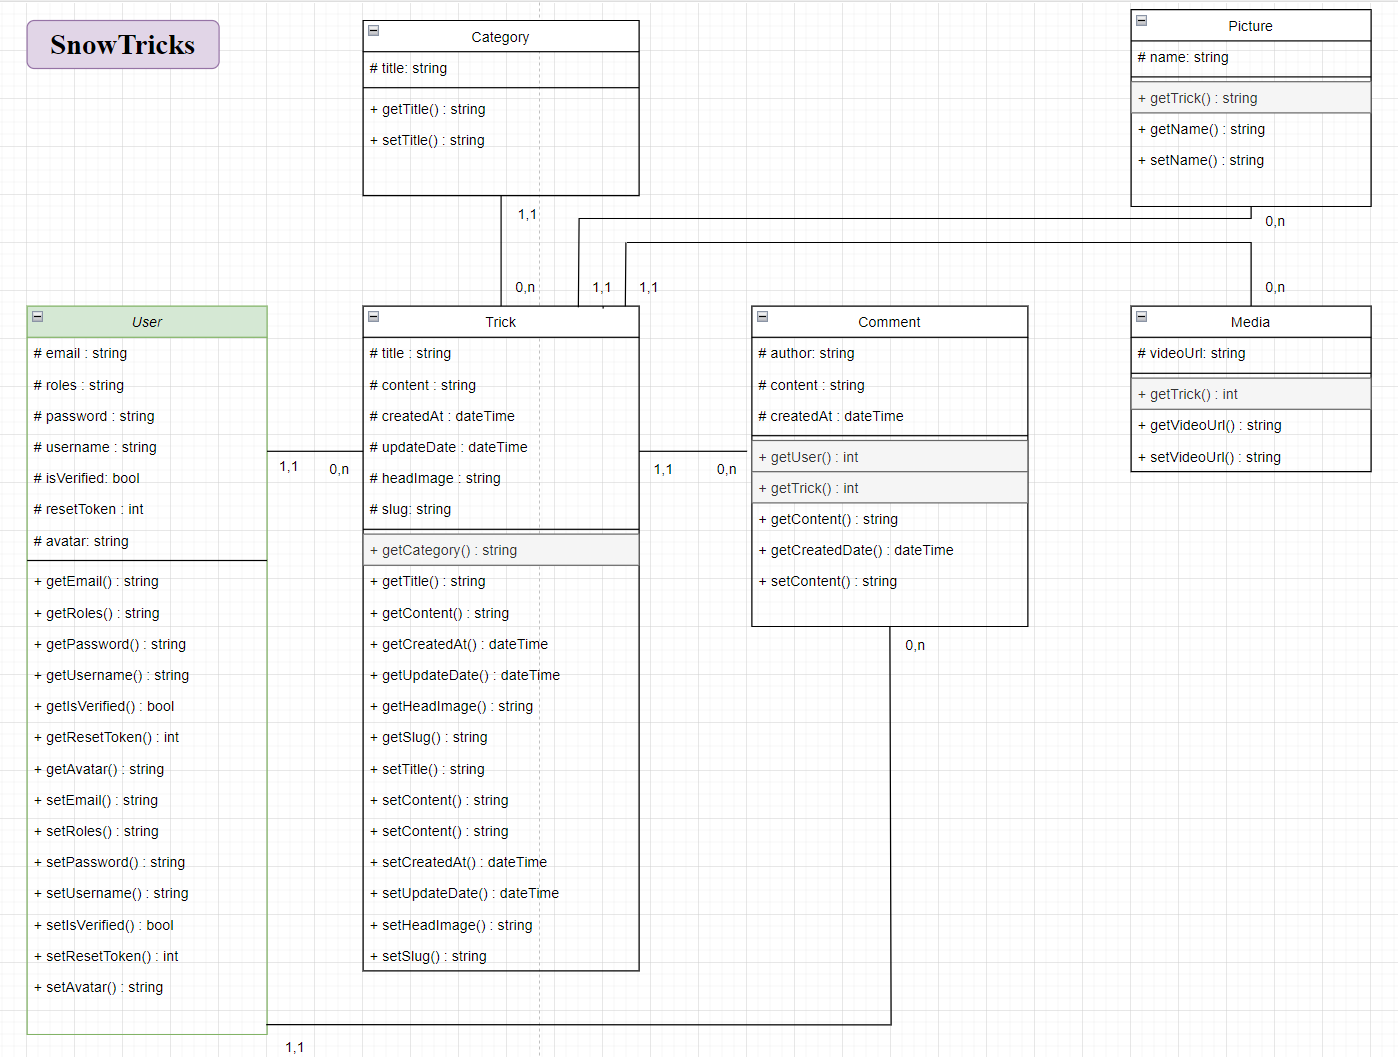 SnowTricks
Category
# title: string
+ getTitle() : string
+ setTitle() : string
Picture
# name: string
+ getTrick() : string
+ getName() : string
+ setName() : string
1,1
0,n
0,n
1,1
1,1
0,n
User
# email : string
# roles : string
# password : string
# username : string
# isVerified: bool
# resetToken : int
# avatar: string
+ getEmail() : string
+ getRoles() : string
+ getPassword() : string
+ getUsername() : string
+ getIsVerified() : bool
+ getResetToken() : int
+ getAvatar() : string
+ setEmail() : string
+ setRoles() : string
+ setPassword() : string
+ setUsername() : string
+ setIsVerified() : bool
+ setResetToken() : int
+ setAvatar() : string
1,1
0,n
Trick
# title : string
# content : string
# createdAt : dateTime
# updateDate : dateTime
# headImage : string
# slug: string
+ getCategory() : string
+ getTitle() : string
+ getContent() : string
+ getCreatedAt() : dateTime
+ getUpdateDate() : dateTime
+ getHeadImage() : string
+ getSlug() : string
+ setTitle() : string
+ setContent() : string
+ setContent() : string
+ setCreatedAt() : dateTime
+ setUpdateDate() : dateTime
+ setHeadImage() : string
+ setSlug() : string
1,1
0,n
Comment
# author: string
# content : string
# createdAt : dateTime
+ getUser() : int
+ getTrick() : int
+ getContent() : string
+ getCreatedDate() : dateTime
+ setContent() : string
0,n
Media
# videoUrl: string
+ getTrick() : int
+ getVideoUrl() : string
+ setVideoUrl() : string
1,1